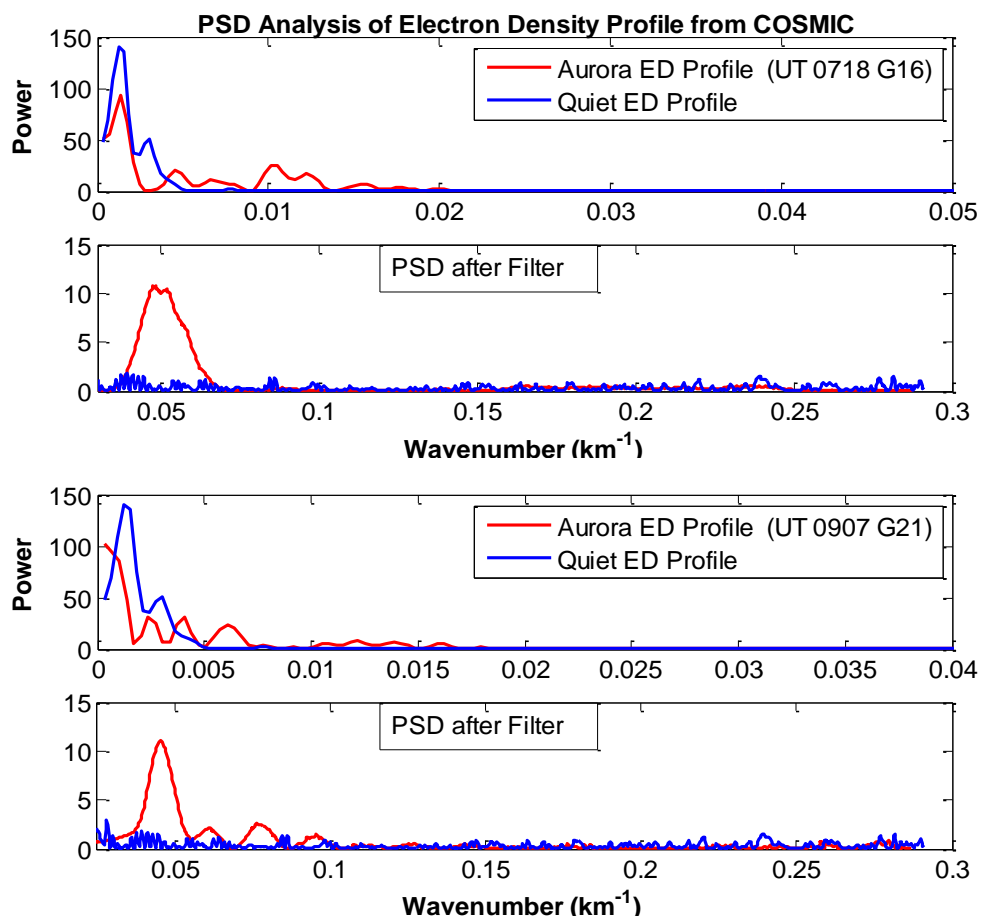 PSD Analysis of Electron Density Profile from COSMIC
150
100
50
0
Power
Aurora ED Profile (UT 0718 G16)
Quiet ED Profile
0 0.01 0.02 0.03 0.04 0.05
15
10
5
0
PSD after Filter
0.05 0.1 0.15 0.2 0.25 0.3
Wavenumber (km⁻¹)
150
100
50
0
Power
Aurora ED Profile (UT 0907 G21)
Quiet ED Profile
0 0.005 0.01 0.015 0.02 0.025 0.03 0.035 0.04
15
10
5
0
PSD after Filter
0.05 0.1 0.15 0.2 0.25 0.3
Wavenumber (km⁻¹)